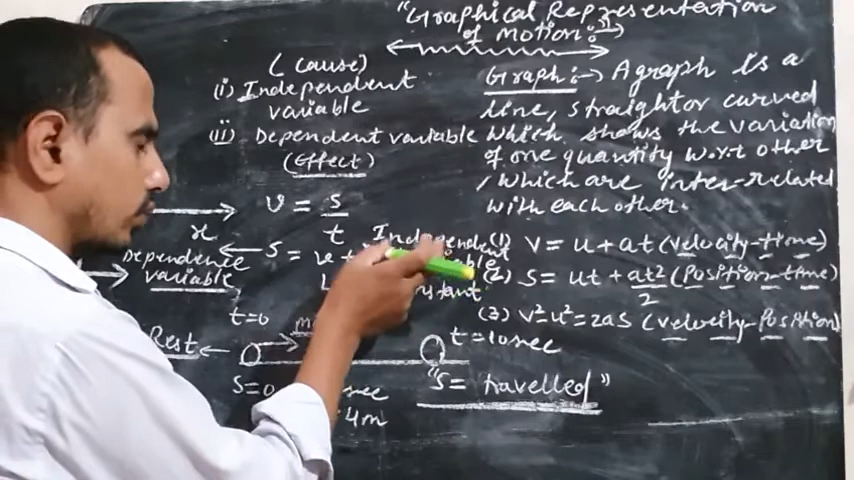 "Graphical Representation
of motion:→
(Cause)
(i) Independent
variable
(ii) Dependent variable
(Effect)
V = s
t
x
Dependence
variable
S =
Independent
t=0
Rest
S=0
sec
4m
t=10sec
"S= travelled"
Graph:→ A graph is a
line, straight or curved
which shows the variation
of one quantity w.r.t other
, which are inter-related
with each other.
(1) V= u+at (velocity-time)
(2) S= ut + at2 (Position-time)
2
(3) V2-u2=2as (velocity-Position)